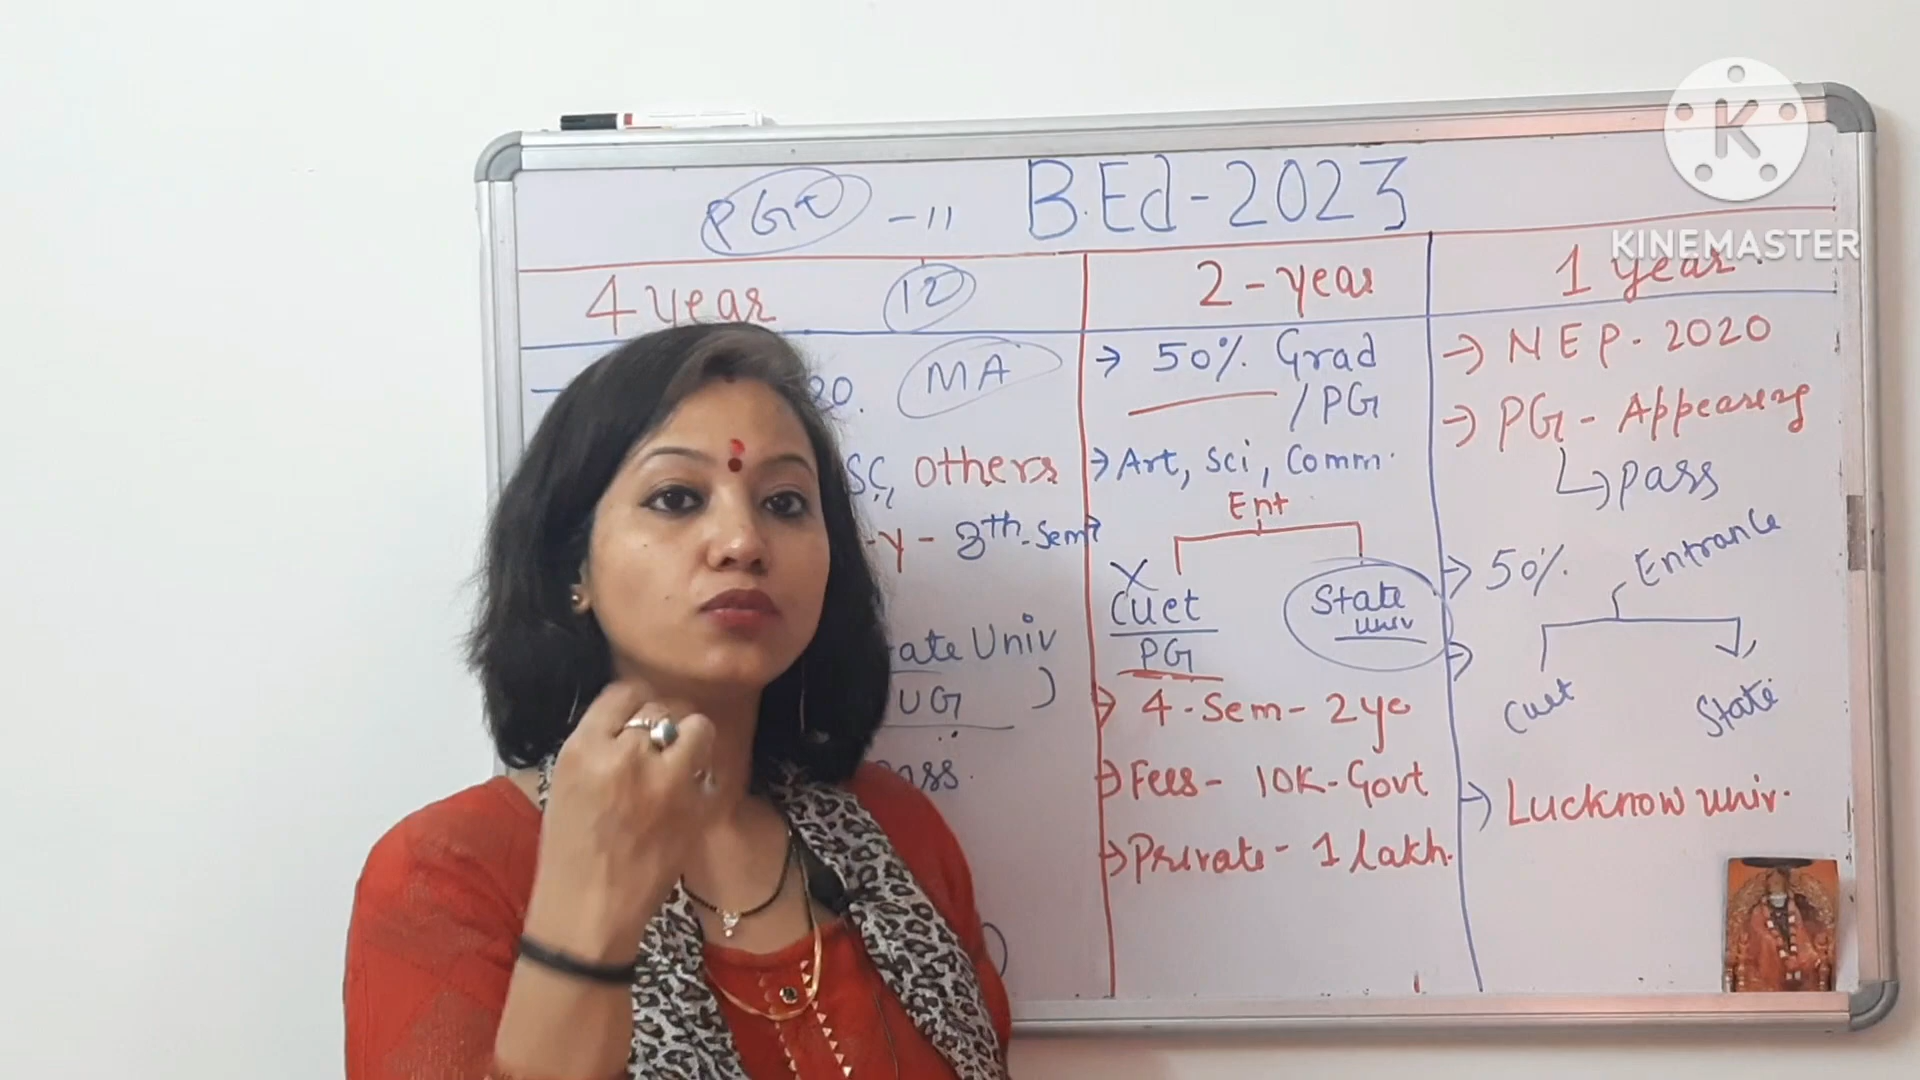 K
KINEMASTER
PGt - 11
B.Ed-2023
4 year
12
MA
20.
SC, Others
-Y- 8th-Sem
ate Univ
UG )
ass.
2-year
→ 50% Grad
/PG
→ Art, Sci, Comm.
Ent
X
Cuet
PG
State
univ
→ 4-Sem-2ye
→ Fees- 10K-Govt
→ Private- 1 lakh.
1 year.
→ NEP-2020
→ PG-Appearing
↳ Pass
→ 50%. Entrance
→
Cuet
State
→ Lucknow univ.